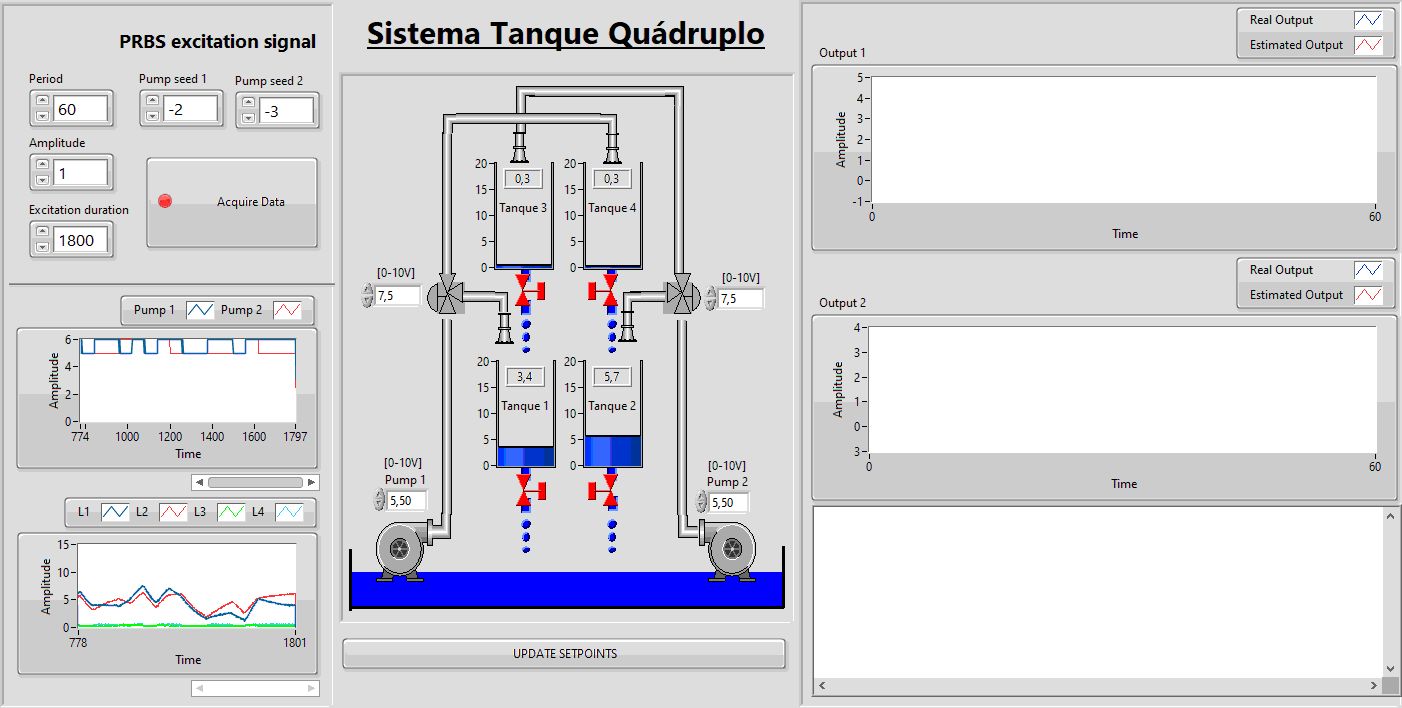 PRBS excitation signal
Period
Pump seed 1
Pump seed 2
60
-2
-3
Amplitude
1
Acquire Data
Excitation duration
1800
Pump 1
Pump 2
Amplitude
6
4
2
0
774 1000 1200 1400 1600 1797
Time
L1 L2 L3 L4
Amplitude
15
10
5
0
778 1801
Time
Sistema Tanque Quádruplo
20
15
10
5
0
0,3
Tanque 3
20
15
10
5
0
0,3
Tanque 4
[0-10V]
7,5
[0-10V]
7,5
20
15
10
5
0
3,4
Tanque 1
20
15
10
5
0
5,7
Tanque 2
[0-10V]
Pump 1
5,50
[0-10V]
Pump 2
5,50
UPDATE SETPOINTS
Output 1
Real Output
Estimated Output
Amplitude
5
4
3
2
1
0
-1
0 60
Time
Output 2
Real Output
Estimated Output
Amplitude
4
3
2
1
0
3
0 60
Time